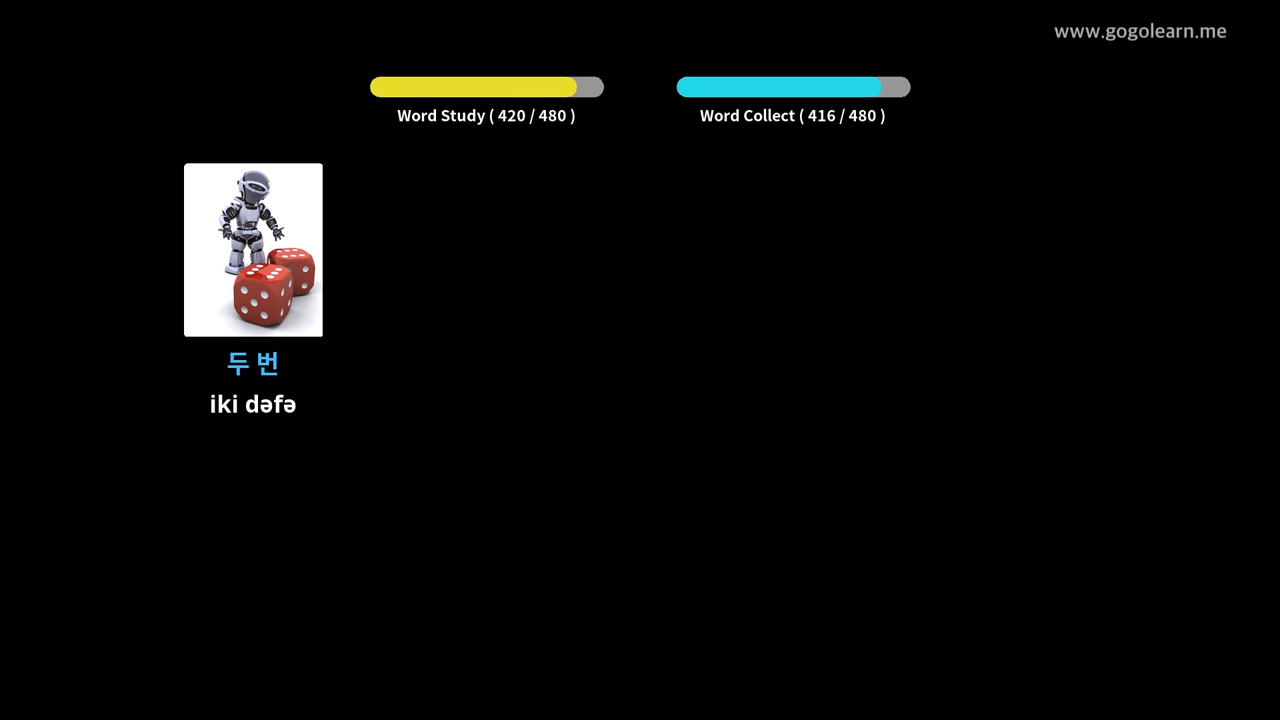 www.gogolearn.me
Word Study ( 420 / 480 )
Word Collect ( 416 / 480 )
두 번
iki dəfə